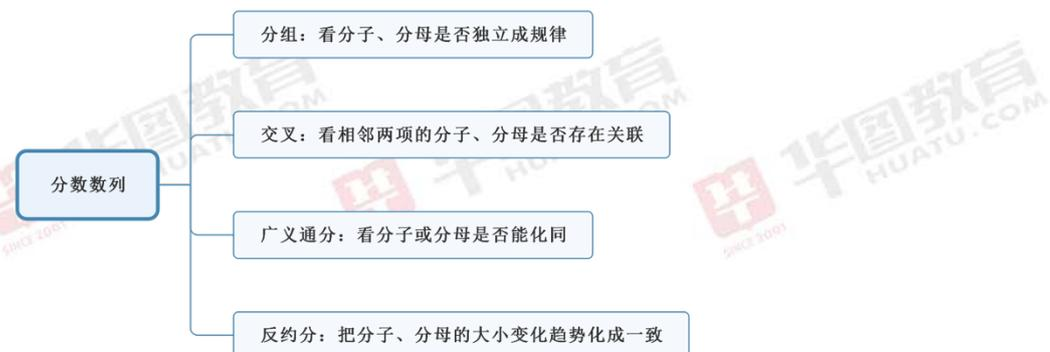 分组：看分子、分母是否独立成规律
交叉：看相邻两项的分子、分母是否存在关联
分数数列
广义通分：看分子或分母是否能化同
反约分：把分子、分母的大小变化趋势化成一致
华图教育
HUATU.COM
SINCE 2001
华图教育
HUATU.COM
华图教育
HUATU.COM
SINCE 2001